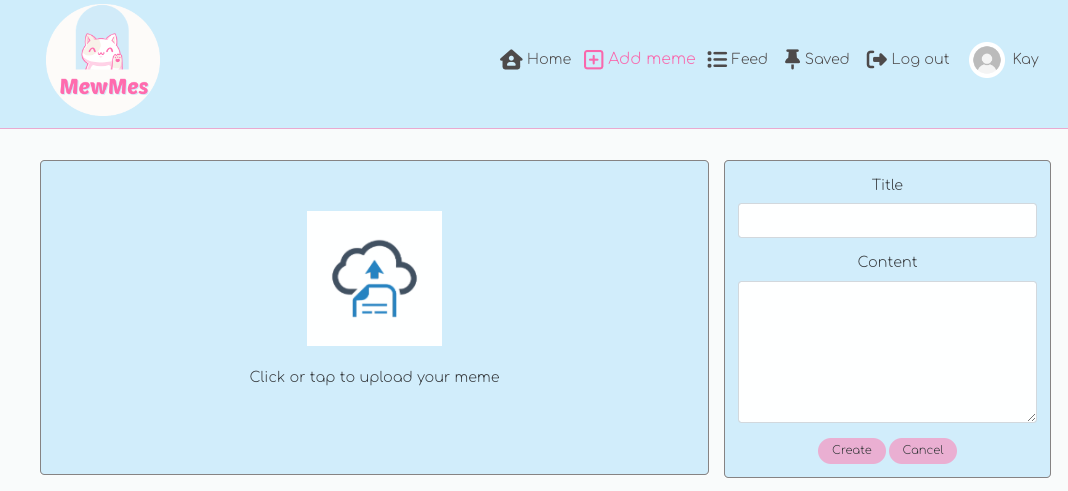 MewMes
Home Add meme Feed Saved Log out Kay
Title
Content
Click or tap to upload your meme
Create Cancel